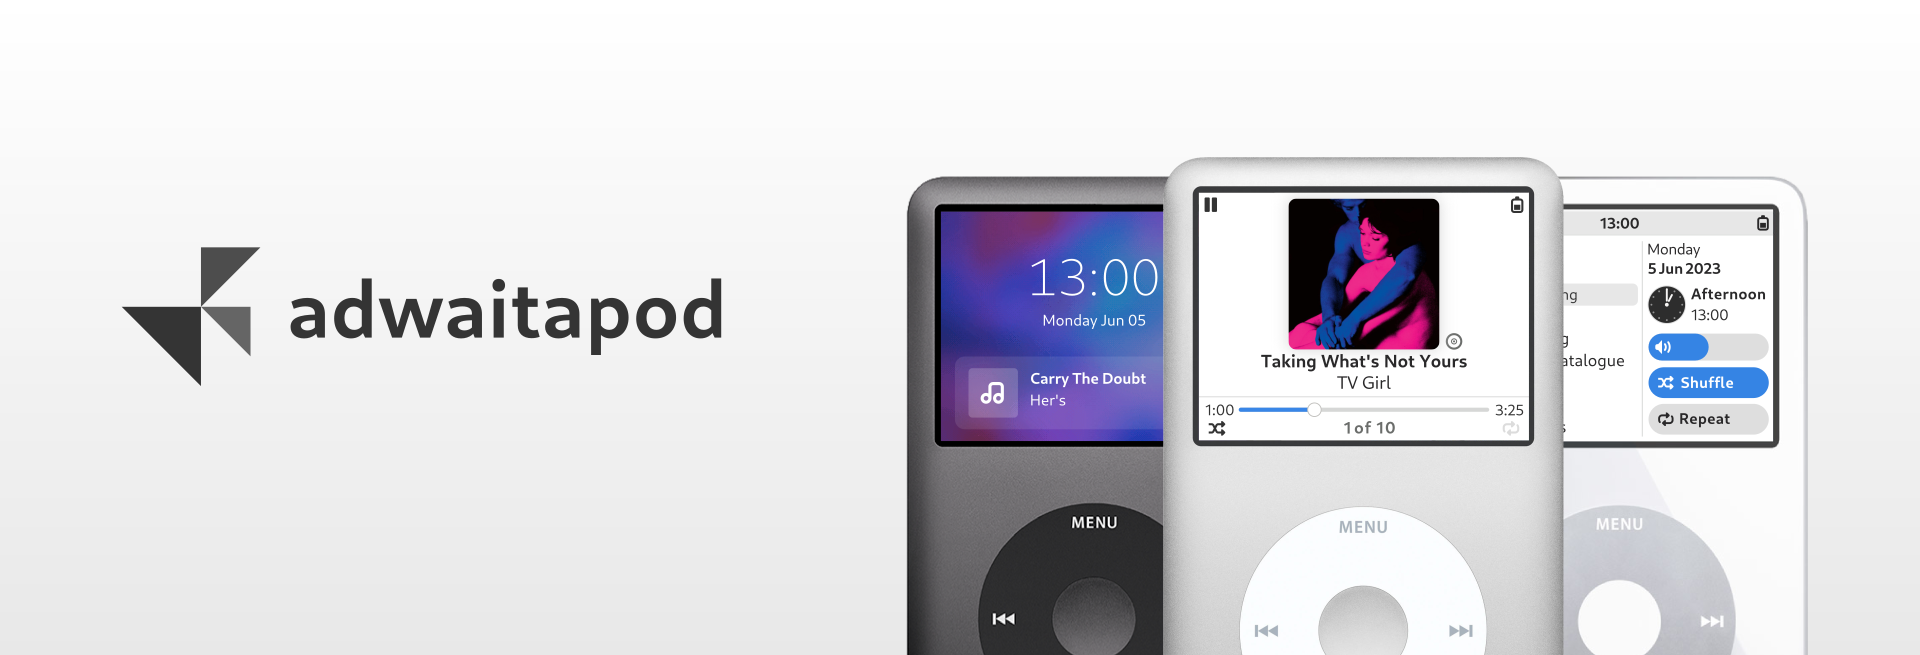 adwaitapod
13:00
Monday Jun 05
Carry The Doubt
Her's
MENU
Taking What's Not Yours
TV Girl
1:00
3:25
1 of 10
MENU
13:00
Monday
5 Jun 2023
Afternoon
13:00
atalogue
Shuffle
Repeat
MENU